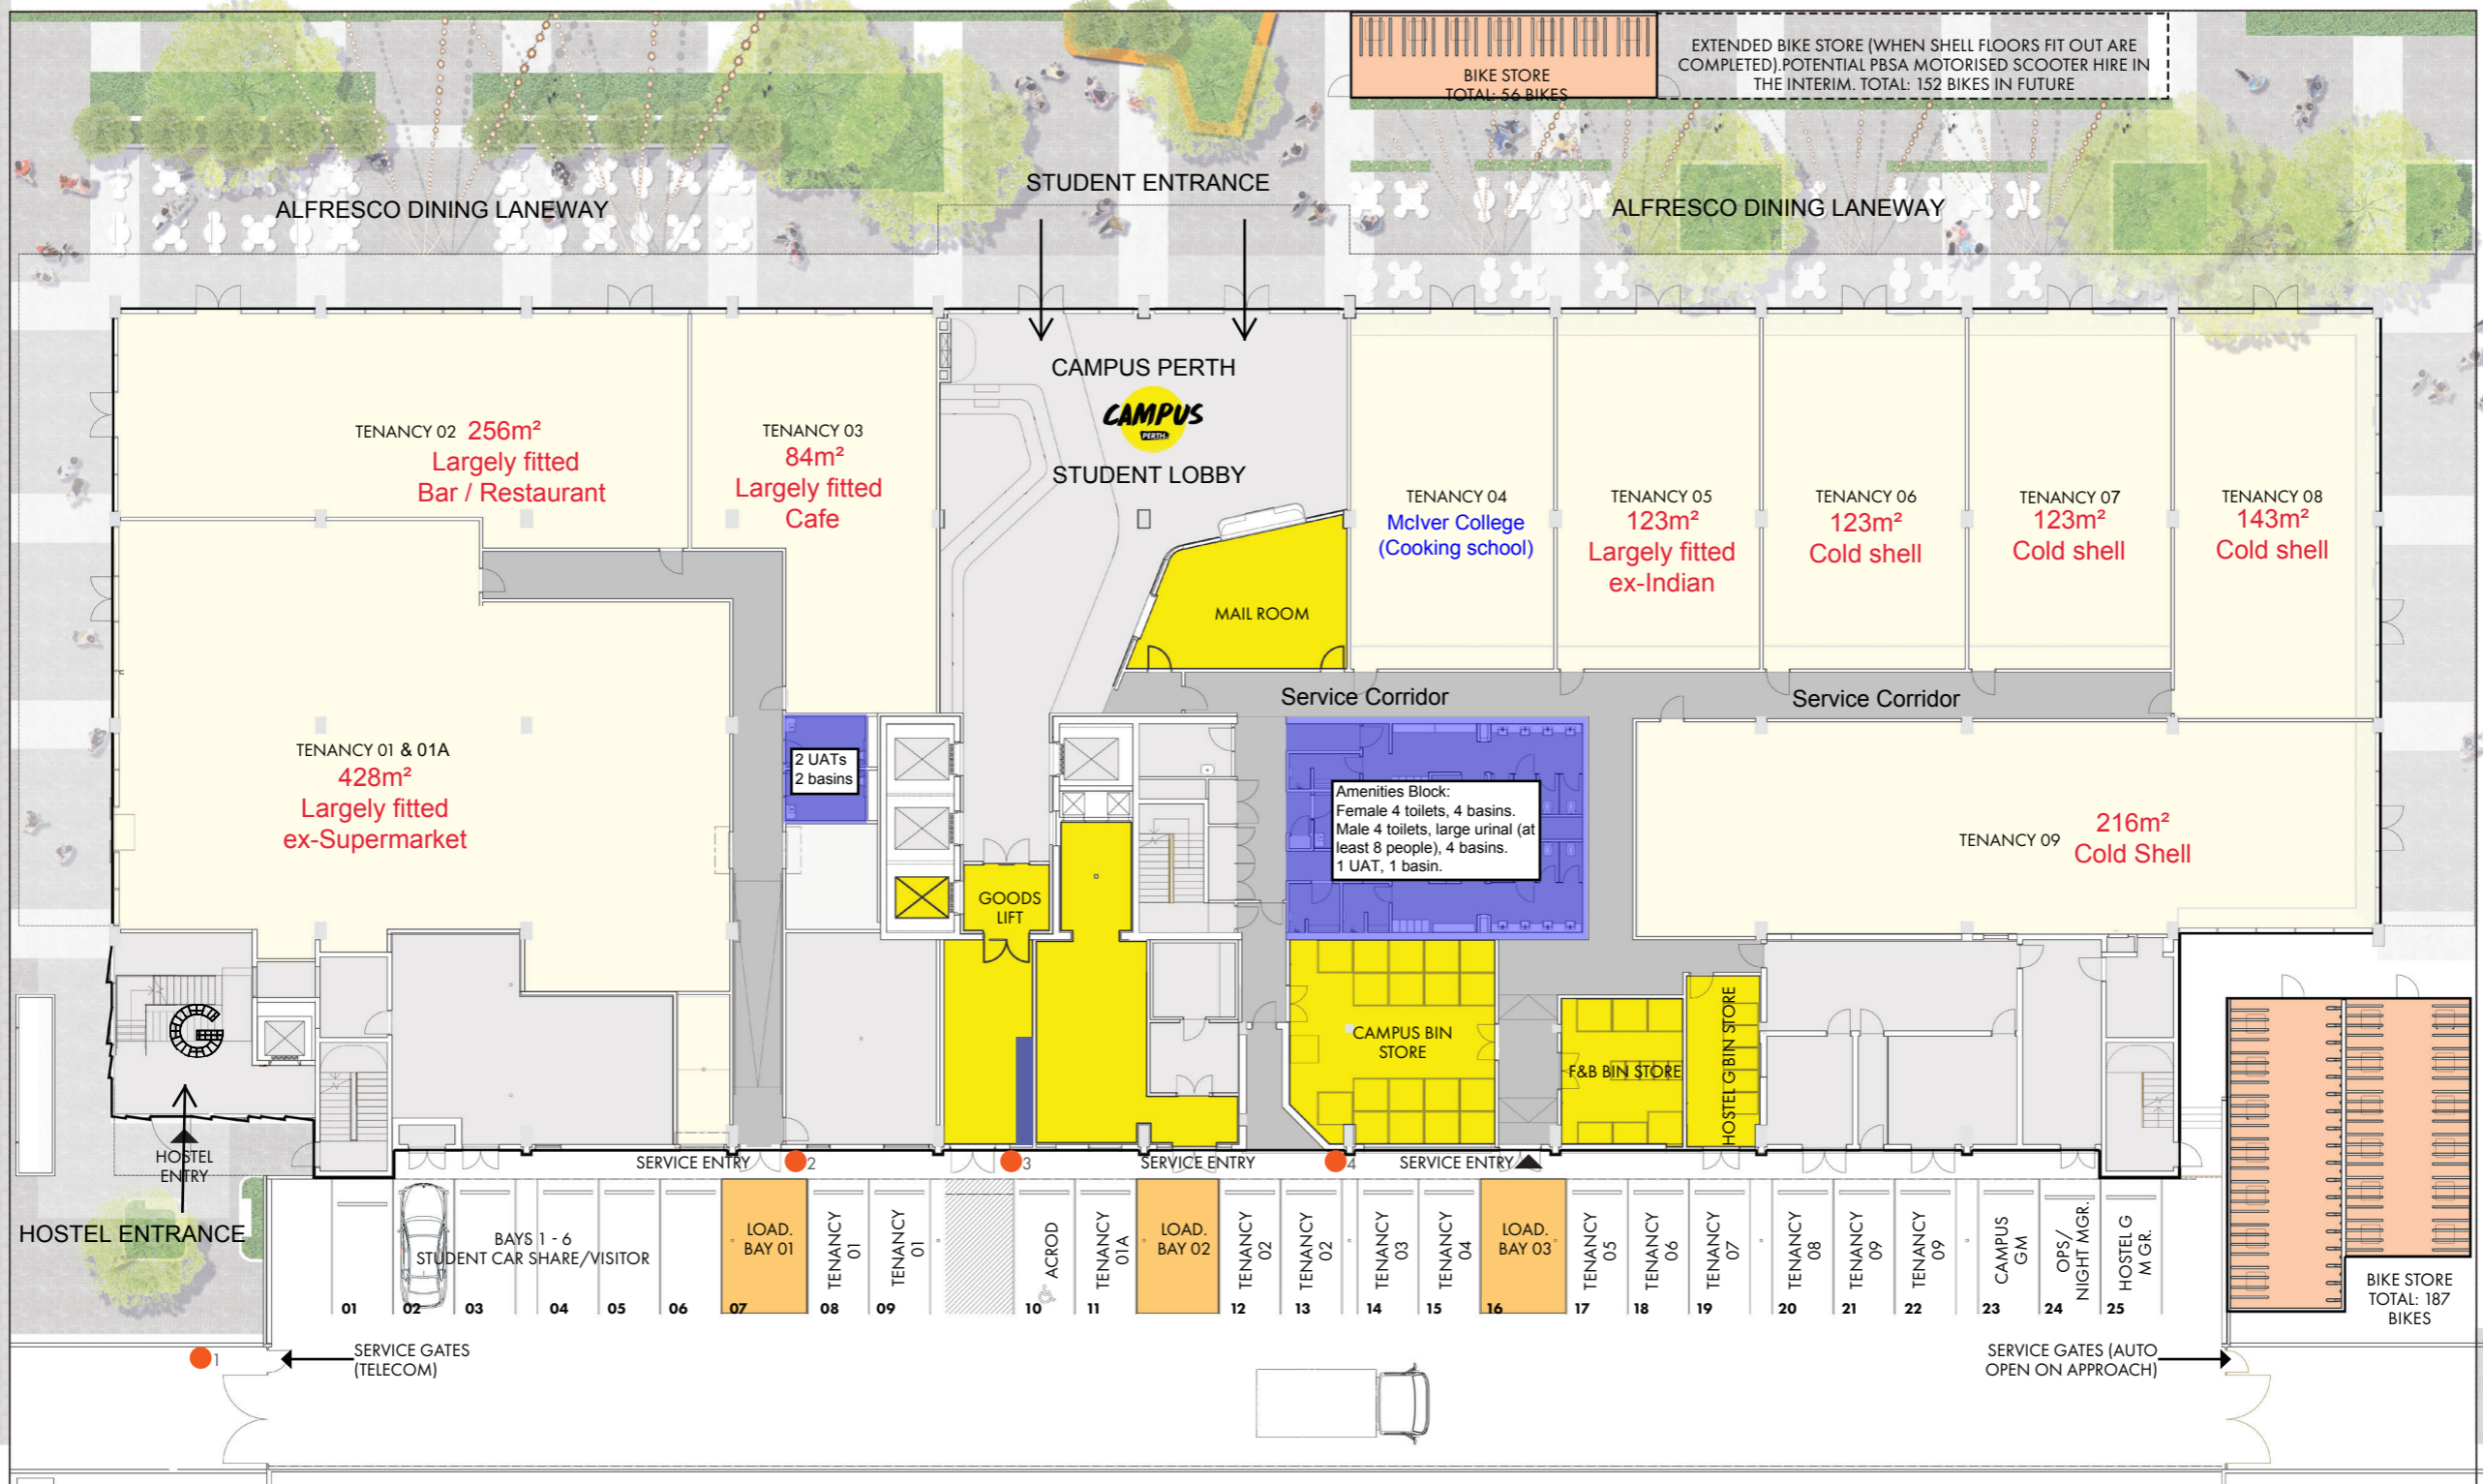 EXTENDED BIKE STORE (WHEN SHELL FLOORS FIT OUT ARE
COMPLETED).POTENTIAL PBSA MOTORISED SCOOTER HIRE IN
THE INTERIM. TOTAL: 152 BIKES IN FUTURE
BIKE STORE
TOTAL: 56 BIKES
STUDENT ENTRANCE
ALFRESCO DINING LANEWAY
ALFRESCO DINING LANEWAY
CAMPUS PERTH
CAMPUS
PERTH
STUDENT LOBBY
TENANCY 02 256m²
Largely fitted
Bar / Restaurant
TENANCY 03
84m²
Largely fitted
Cafe
TENANCY 04
McIver College
(Cooking school)
TENANCY 05
123m²
Largely fitted
ex-Indian
TENANCY 06
123m²
Cold shell
TENANCY 07
123m²
Cold shell
TENANCY 08
143m²
Cold shell
MAIL ROOM
Service Corridor
Service Corridor
TENANCY 01 & 01A
428m²
Largely fitted
ex-Supermarket
2 UATs
2 basins
Amenities Block:
Female 4 toilets, 4 basins.
Male 4 toilets, large urinal (at
least 8 people), 4 basins.
1 UAT, 1 basin.
TENANCY 09
216m²
Cold Shell
GOODS
LIFT
G
CAMPUS BIN
STORE
F&B BIN STORE
HOSTEL G BIN STORE
HOSTEL
ENTRY
SERVICE ENTRY
2
3
SERVICE ENTRY
4
SERVICE ENTRY
HOSTEL ENTRANCE
BAYS 1 - 6
STUDENT CAR SHARE/VISITOR
LOAD.
BAY 01
TENANCY
01
TENANCY
01
ACROD
TENANCY
01A
LOAD.
BAY 02
TENANCY
02
TENANCY
02
TENANCY
03
TENANCY
04
LOAD.
BAY 03
TENANCY
05
TENANCY
06
TENANCY
07
TENANCY
08
TENANCY
09
TENANCY
09
CAMPUS
GM
OPS/
NIGHT MGR.
HOSTEL G
M GR.
BIKE STORE
TOTAL: 187
BIKES
01 02 03 04 05 06 07 08 09 10 11 12 13 14 15 16 17 18 19 20 21 22 23 24 25
1
SERVICE GATES
(TELECOM)
SERVICE GATES (AUTO
OPEN ON APPROACH)